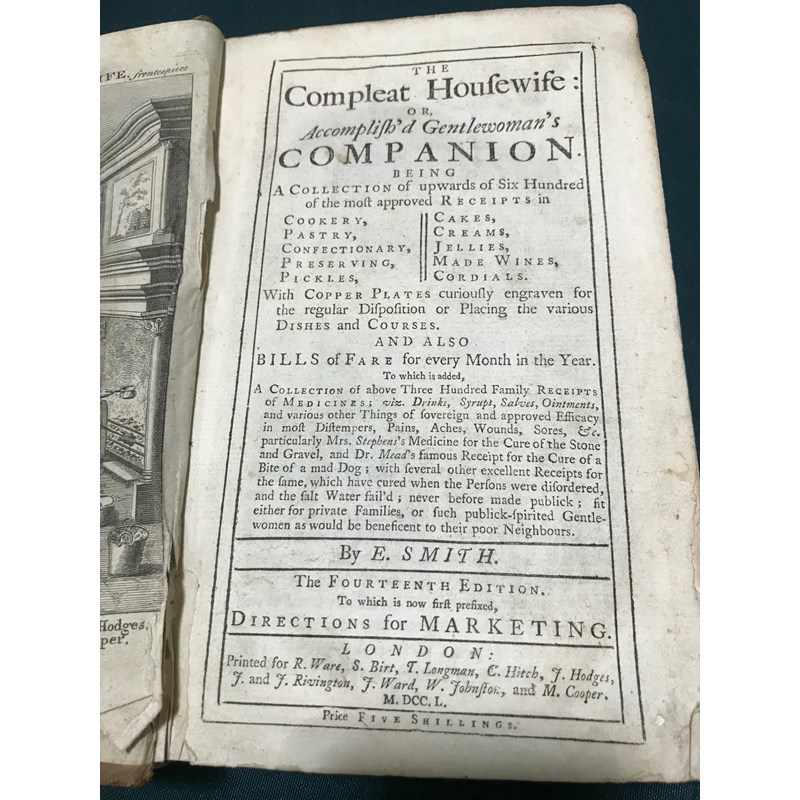 IFE. frontispiece
Hodges,
per.
THE
Compleat Houſewife:
OR,
Accompliſh'd Gentlewoman's
COMPANION.
BEING
A COLLECTION of upwards of Six Hundred
of the moſt approved RECEIPTS in
COOKERY,
PASTRY,
CONFECTIONARY,
PRESERVING,
PICKLES,
CAKES,
CREAMS,
JELLIES,
MADE WINES,
CORDIALS.
With COPPER PLATES curiouſly engraven for
the regular Diſpoſition or Placing the various
DISHES and COURSES.
AND ALSO
BILLS of FARE for every Month in the Year.
To which is added,
A COLLECTION of above Three Hundred Family RECEIPTS
of MEDICINES; viz. Drinks, Syrups, Salves, Ointments,
and various other Things of ſovereign and approved Efficacy
in moſt Diſtempers, Pains, Aches, Wounds, Sores, &c.
particularly Mrs. Stephens's Medicine for the Cure of the Stone
and Gravel, and Dr. Mead's famous Receipt for the Cure of a
Bite of a mad Dog; with ſeveral other excellent Receipts for
the ſame, which have cured when the Perſons were diſordered,
and the ſalt Water fail'd; never before made publick; fit
either for private Families, or ſuch publick-ſpirited Gentle-
women as would be beneficent to their poor Neighbours.
By E. SMITH.
The FOURTEENTH EDITION.
To which is now firſt prefixed,
DIRECTIONS for MARKETING.
LONDON:
Printed for R. Ware, S. Birt, T. Longman, C. Hitch, J. Hodges,
J. and J. Rivington, J. Ward, W. Johnſton, and M. Cooper.
M.DCC.L.
Price FIVE SHILLINGS.